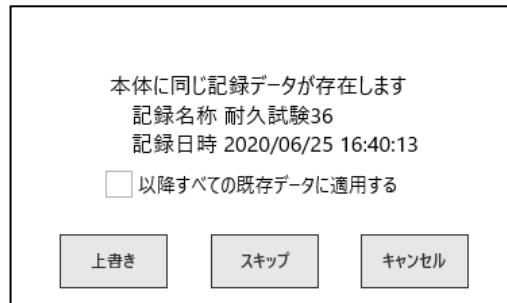 本体に同じ記録データが存在します
記録名称 耐久試験36
記録日時 2020/06/25 16:40:13
以降すべての既存データに適用する
上書き スキップ キャンセル